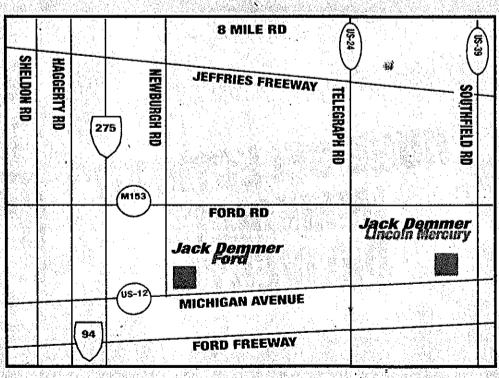 8 MILE RD
US-24
US-39
SHELDON RD
HAGGERTY RD
NEWBURGH RD
JEFFRIES FREEWAY
TELEGRAPH RD
SOUTHFIELD RD
275
M153
FORD RD
Jack Demmer
Ford
Jack Demmer
Lincoln Mercury
US-12
MICHIGAN AVENUE
94
FORD FREEWAY